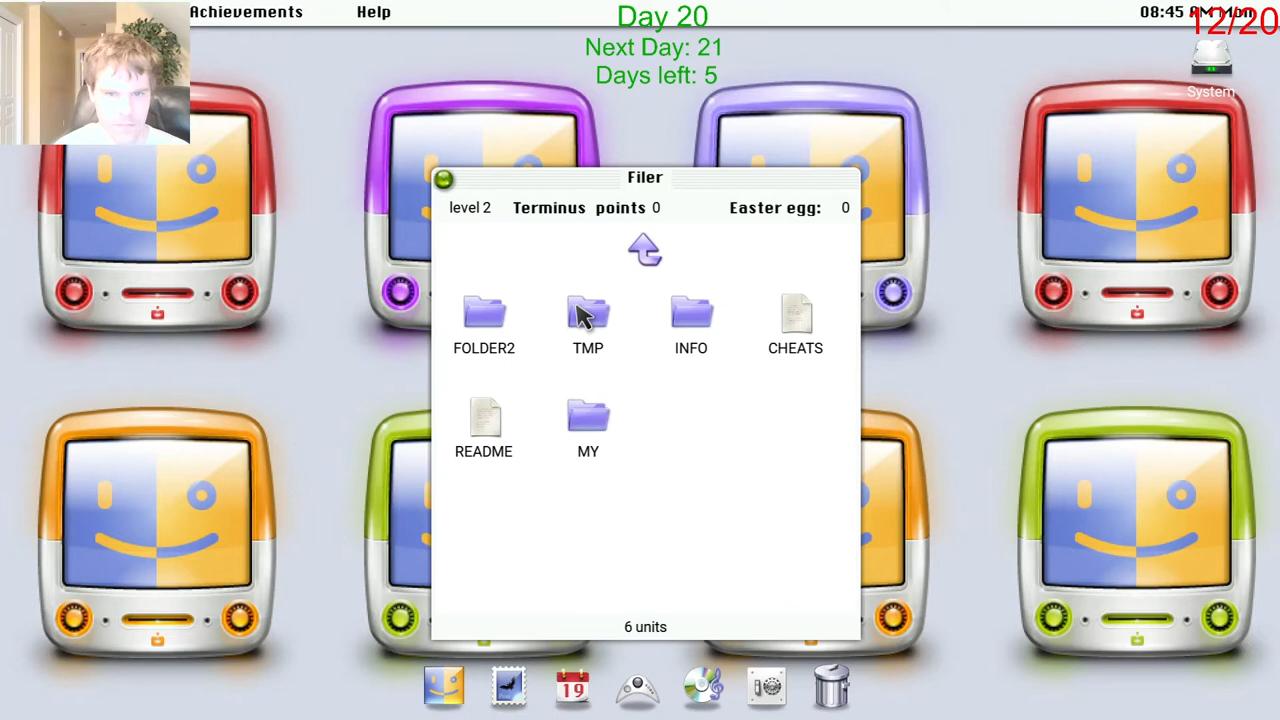 Achievements Help
Day 20
Next Day: 21
Days left: 5
08:45 AM Mon
12/20
System
Filer
level 2 Terminus points 0 Easter egg: 0
FOLDER2 TMP INFO CHEATS
README MY
6 units
19